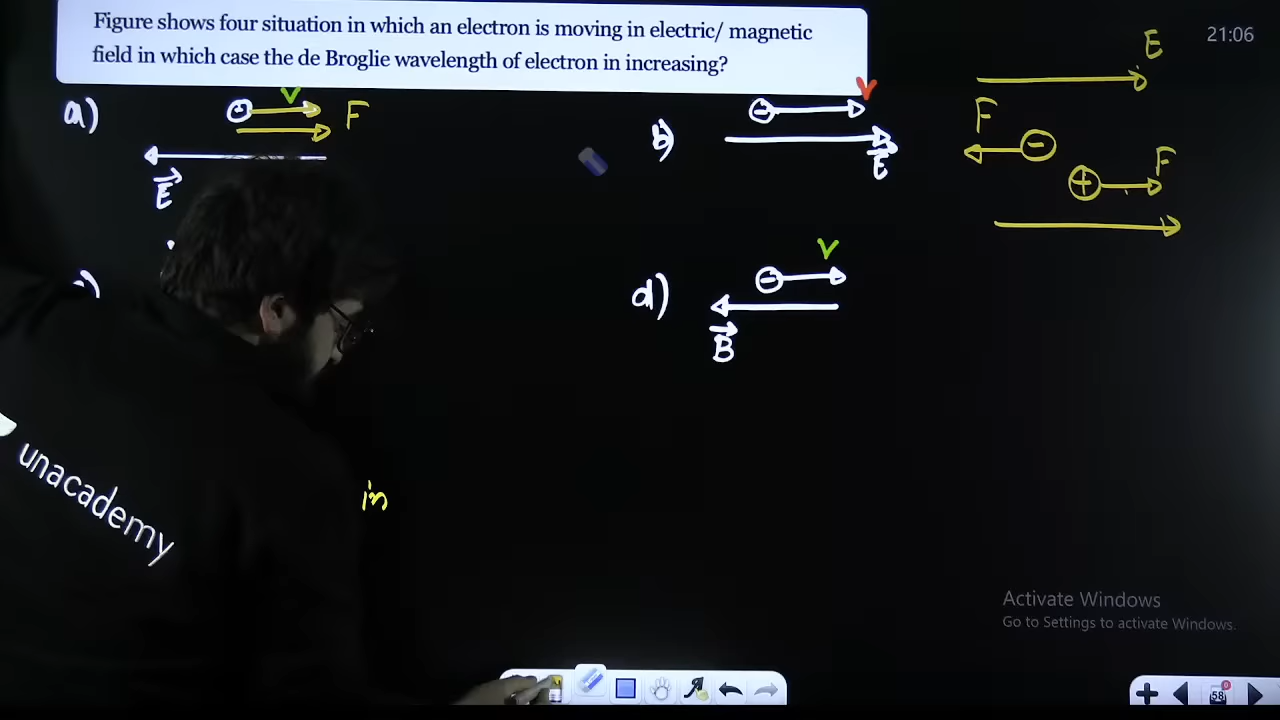 Figure shows four situation in which an electron is moving in electric/ magnetic
field in which case the de Broglie wavelength of electron in increasing?
21:06
E
a)
V
F
E
b)
V
E
F
F
d)
V
B
in
unacademy
Activate Windows
Go to Settings to activate Windows.
58